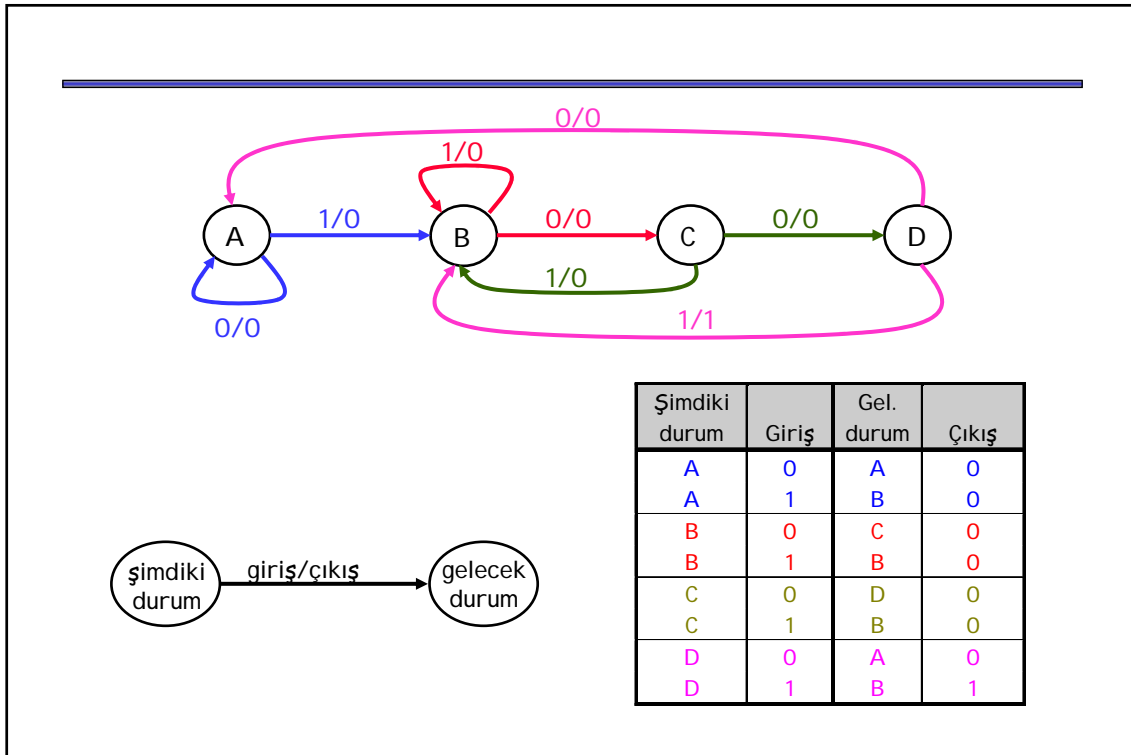 0/0
1/0
A
1/0
B
0/0
C
0/0
D
0/0
1/0
1/1
Şimdiki durum Giriş Gel. durum Çıkış
A 0 A 0
A 1 B 0
B 0 C 0
B 1 B 0
C 0 D 0
C 1 B 0
D 0 A 0
D 1 B 1
şimdiki
durum
giriş/çıkış
gelecek
durum